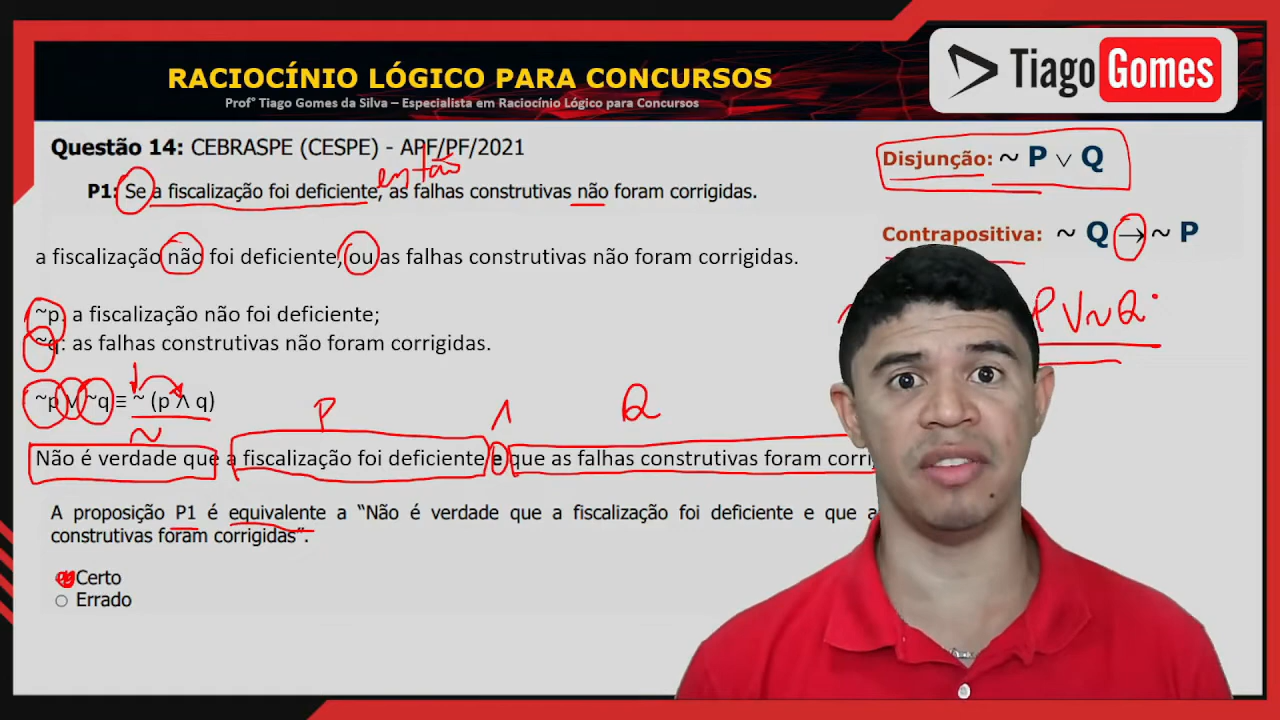 RACIOCÍNIO LÓGICO PARA CONCURSOS
Prof° Tiago Gomes da Silva – Especialista em Raciocínio Lógico para Concursos
Tiago Gomes
Questão 14: CEBRASPE (CESPE) - APF/PF/2021
então
P1: Se a fiscalização foi deficiente, as falhas construtivas não foram corrigidas.
Disjunção: ~ P ∨ Q
Contrapositiva: ~ Q → ~ P
a fiscalização não foi deficiente, ou as falhas construtivas não foram corrigidas.
P V ~Q
~p: a fiscalização não foi deficiente;
~q: as falhas construtivas não foram corrigidas.
~p ∨ ~q ≡ ~ (p ∧ q)
~ P ∧ Q
Não é verdade que a fiscalização foi deficiente e que as falhas construtivas foram
A proposição P1 é equivalente a “Não é verdade que a fiscalização foi deficiente e que
construtivas foram corrigidas”.
Certo
Errado